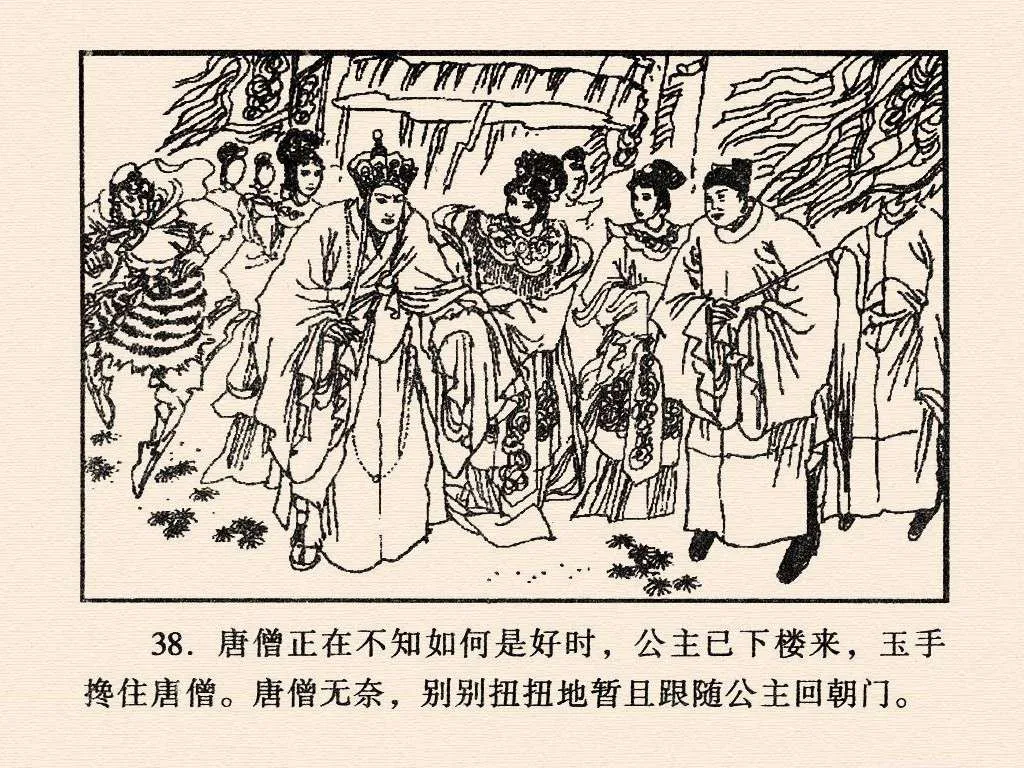 38. 唐僧正在不知如何是好时，公主已下楼来，玉手
搀住唐僧。唐僧无奈，别别扭扭地暂且跟随公主回朝门。